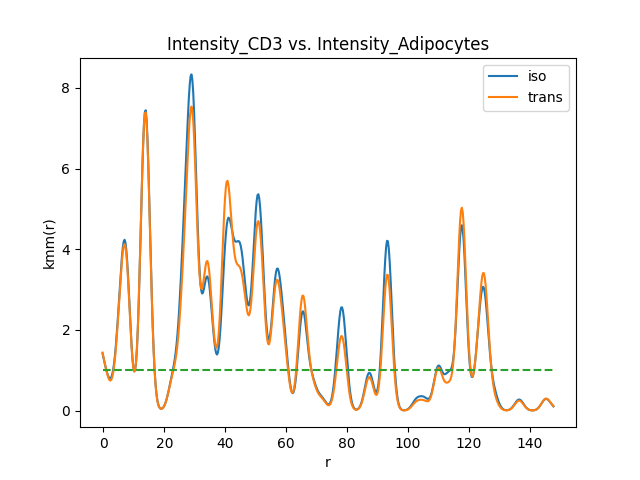 Intensity_CD3 vs. Intensity_Adipocytes
iso
trans
kmm(r)
8
6
4
2
0
0 20 40 60 80 100 120 140
r